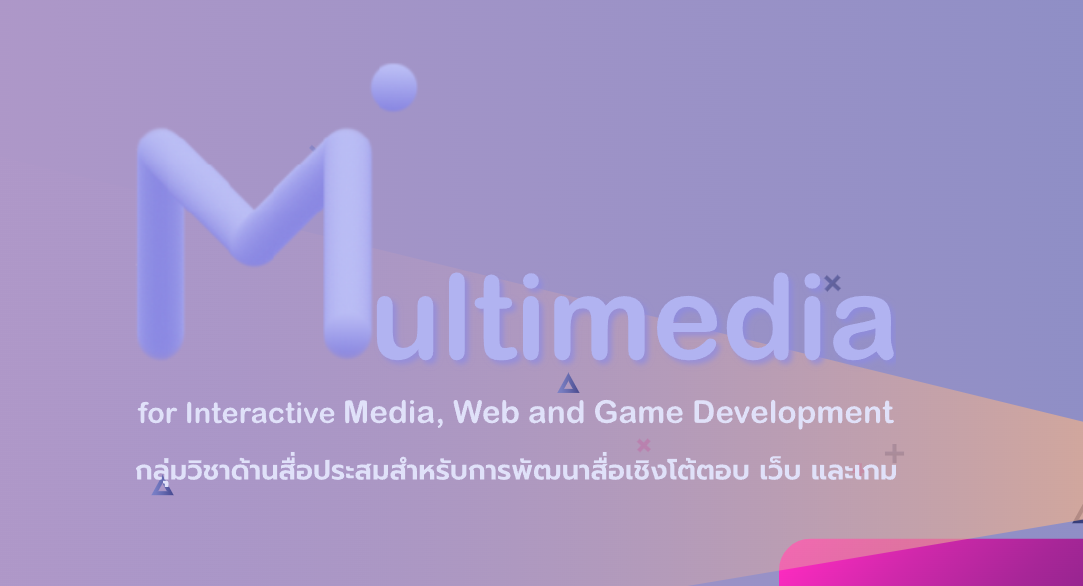 Multimedia
for Interactive Media, Web and Game Development
กลุ่มวิชาด้านสื่อประสมสำหรับการพัฒนาสื่อเชิงโต้ตอบ เว็บ และเกม